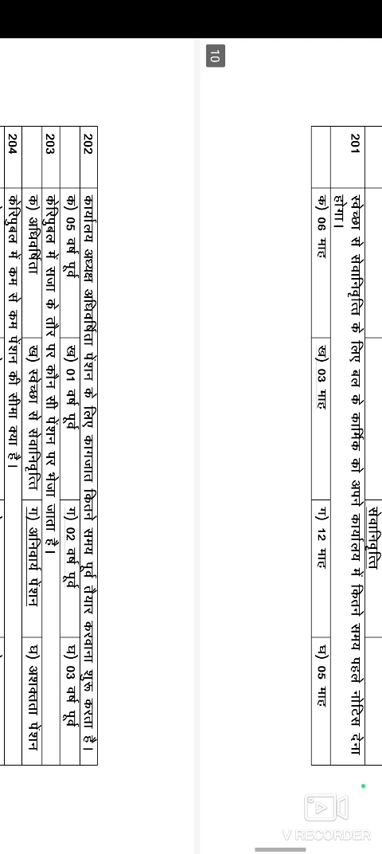 10
सेवानिवृत्ति
201 स्वेच्छा से सेवानिवृत्ति के लिए बल के कार्मिक को अपने कार्यालय में कितने समय पहले नोटिस देना
होगा।
क) 06 माह ख) 03 माह ग) 12 माह घ) 05 माह
202 कार्यालय अध्यक्ष अधिवर्षिता पेंशन के लिए कागजात कितने समय पूर्व तैयार करवाना शुरू करता है।
क) 05 वर्ष पूर्व ख) 01 वर्ष पूर्व ग) 02 वर्ष पूर्व घ) 03 वर्ष पूर्व
203 केरिपुबल में सजा के तौर पर कौन सी पेंशन पर भेजा जाता है।
क) अधिवर्षिता ख) स्वेच्छा से सेवानिवृत्ति ग) अनिवार्य पेंशन घ) अशक्तता पेंशन
204 केरिपुबल में कम से कम पेंशन की सीमा क्या है।
V RECORDER